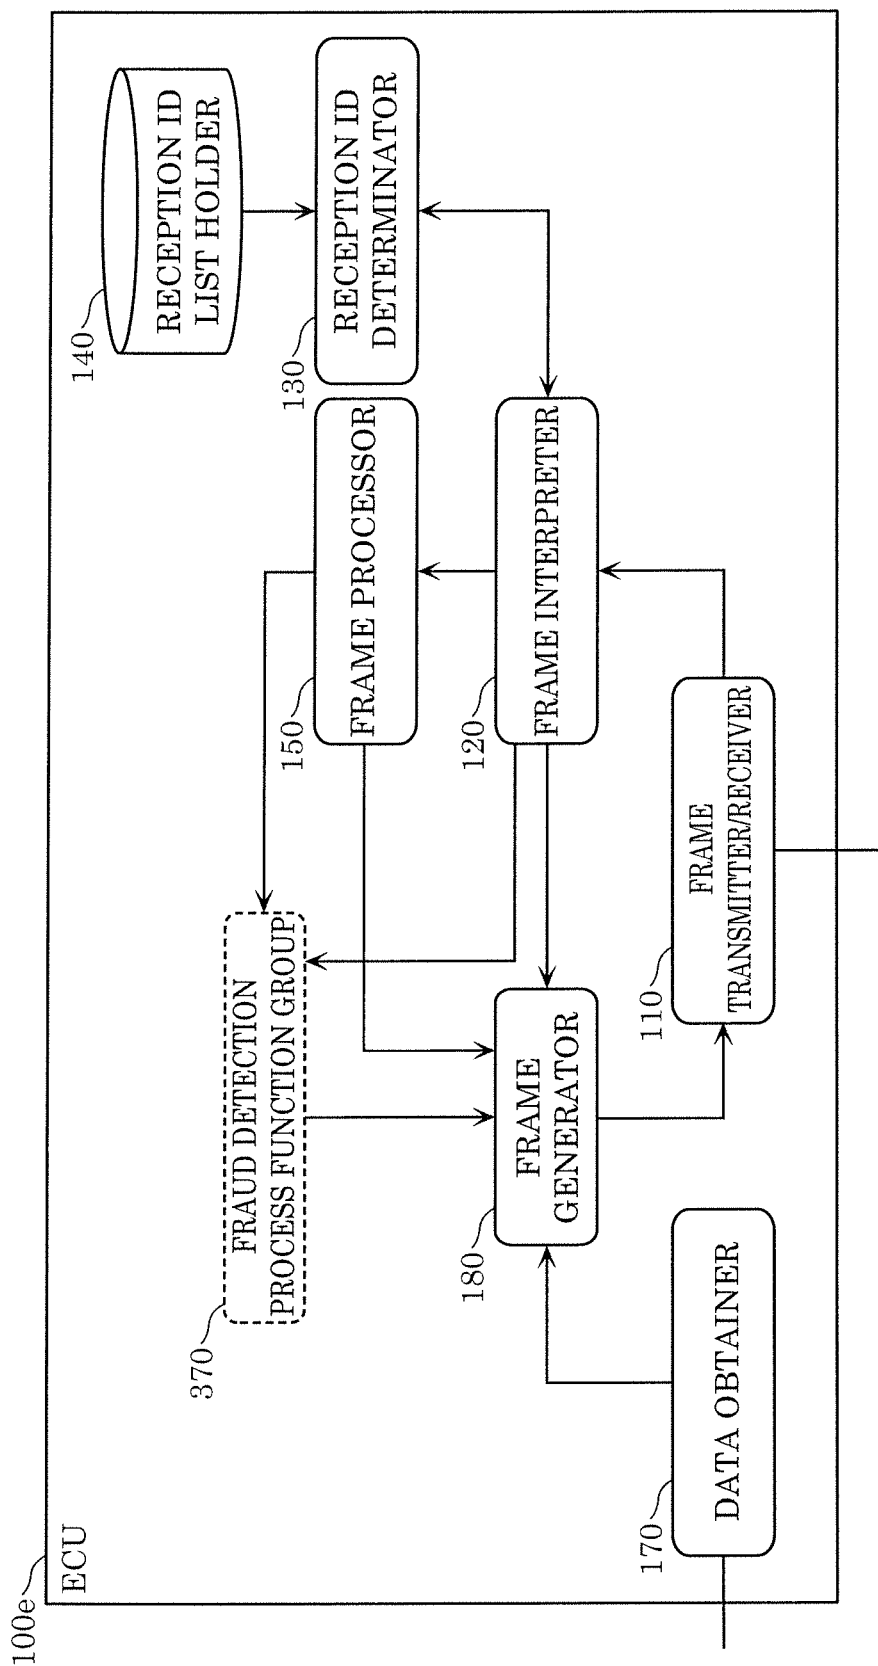 100e
ECU
140
RECEPTION ID
LIST HOLDER
130
RECEPTION ID
DETERMINATOR
150
FRAME PROCESSOR
120
FRAME INTERPRETER
370
FRAUD DETECTION
PROCESS FUNCTION GROUP
180
FRAME
GENERATOR
110
FRAME
TRANSMITTER/RECEIVER
170
DATA OBTAINER